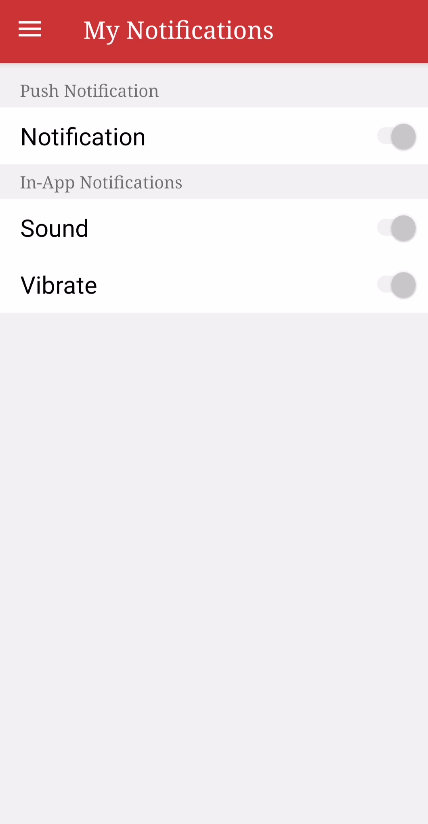 My Notifications
Push Notification
Notification
In-App Notifications
Sound
Vibrate